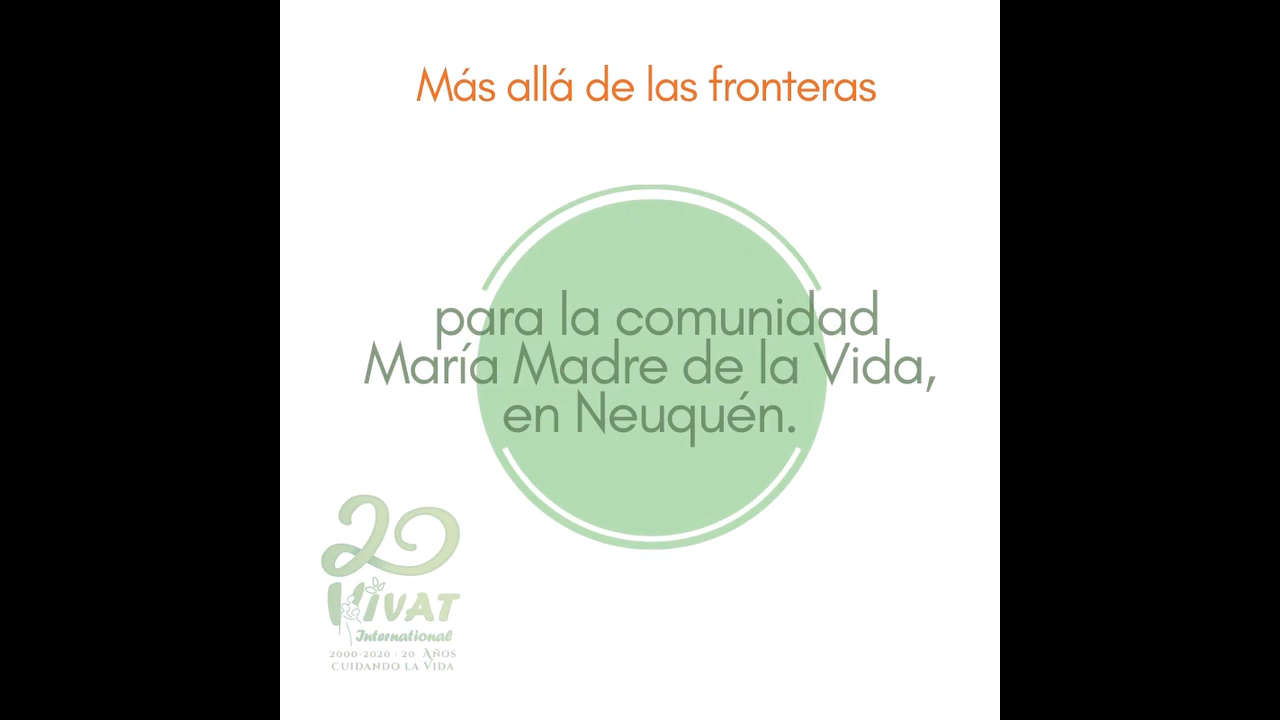 Más allá de las fronteras
para la comunidad
María Madre de la Vida,
en Neuquén.
20
ViVAT
International
2000-2020 · 20 AÑOS
CUIDANDO LA VIDA